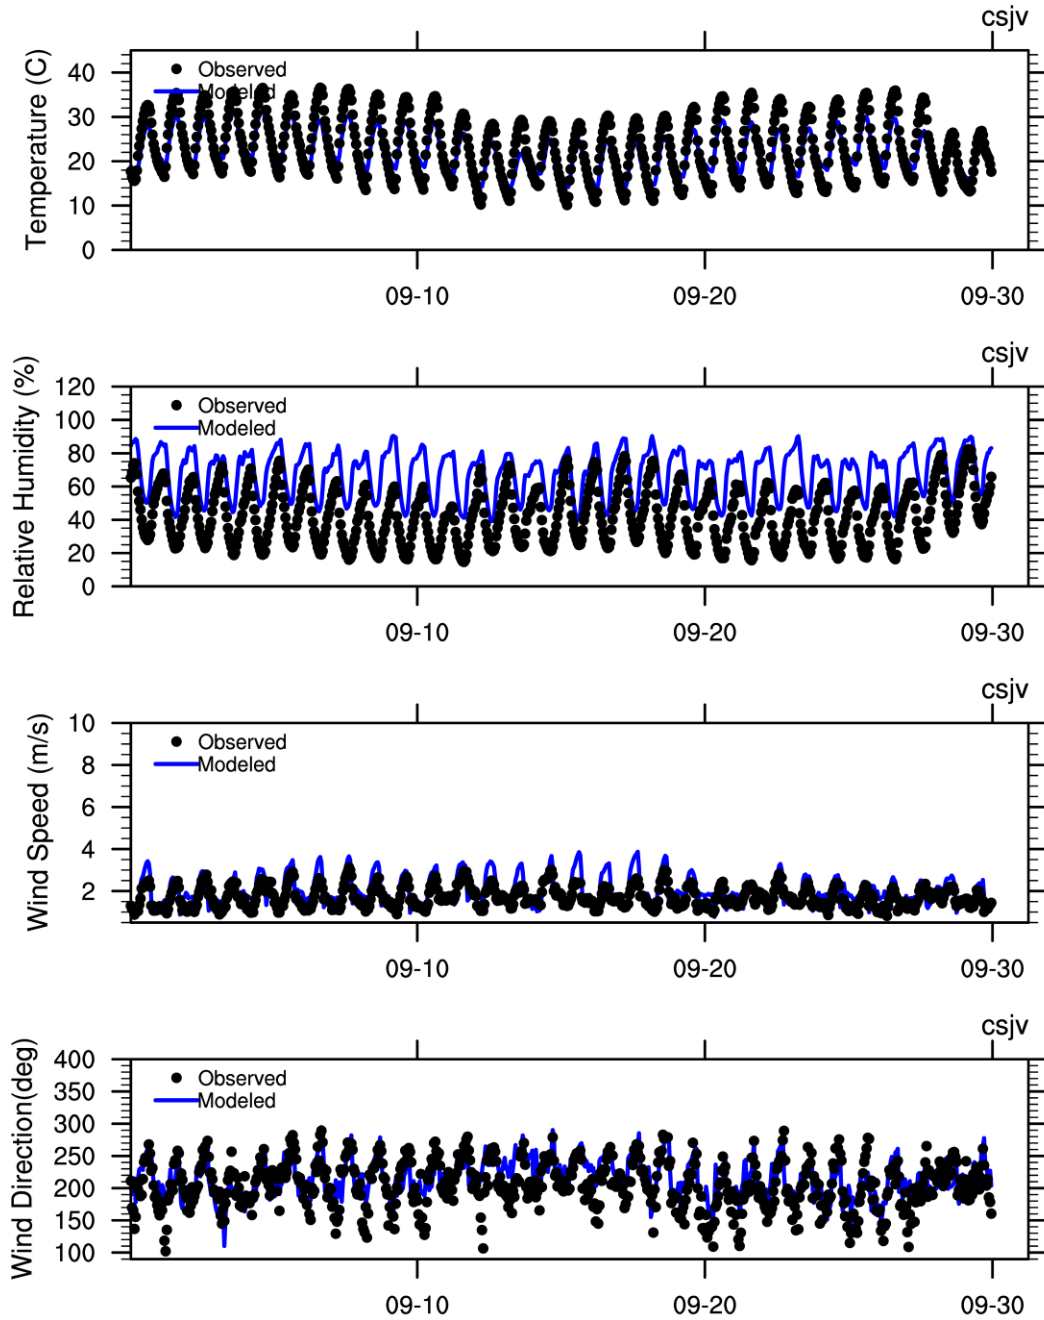 csjv
Temperature (C)
40
30
20
10
0
Observed
Modeled
09-10
09-20
09-30
csjv
Relative Humidity (%)
120
100
80
60
40
20
0
Observed
Modeled
09-10
09-20
09-30
csjv
Wind Speed (m/s)
10
8
6
4
2
Observed
Modeled
09-10
09-20
09-30
csjv
Wind Direction(deg)
400
350
300
250
200
150
100
Observed
Modeled
09-10
09-20
09-30